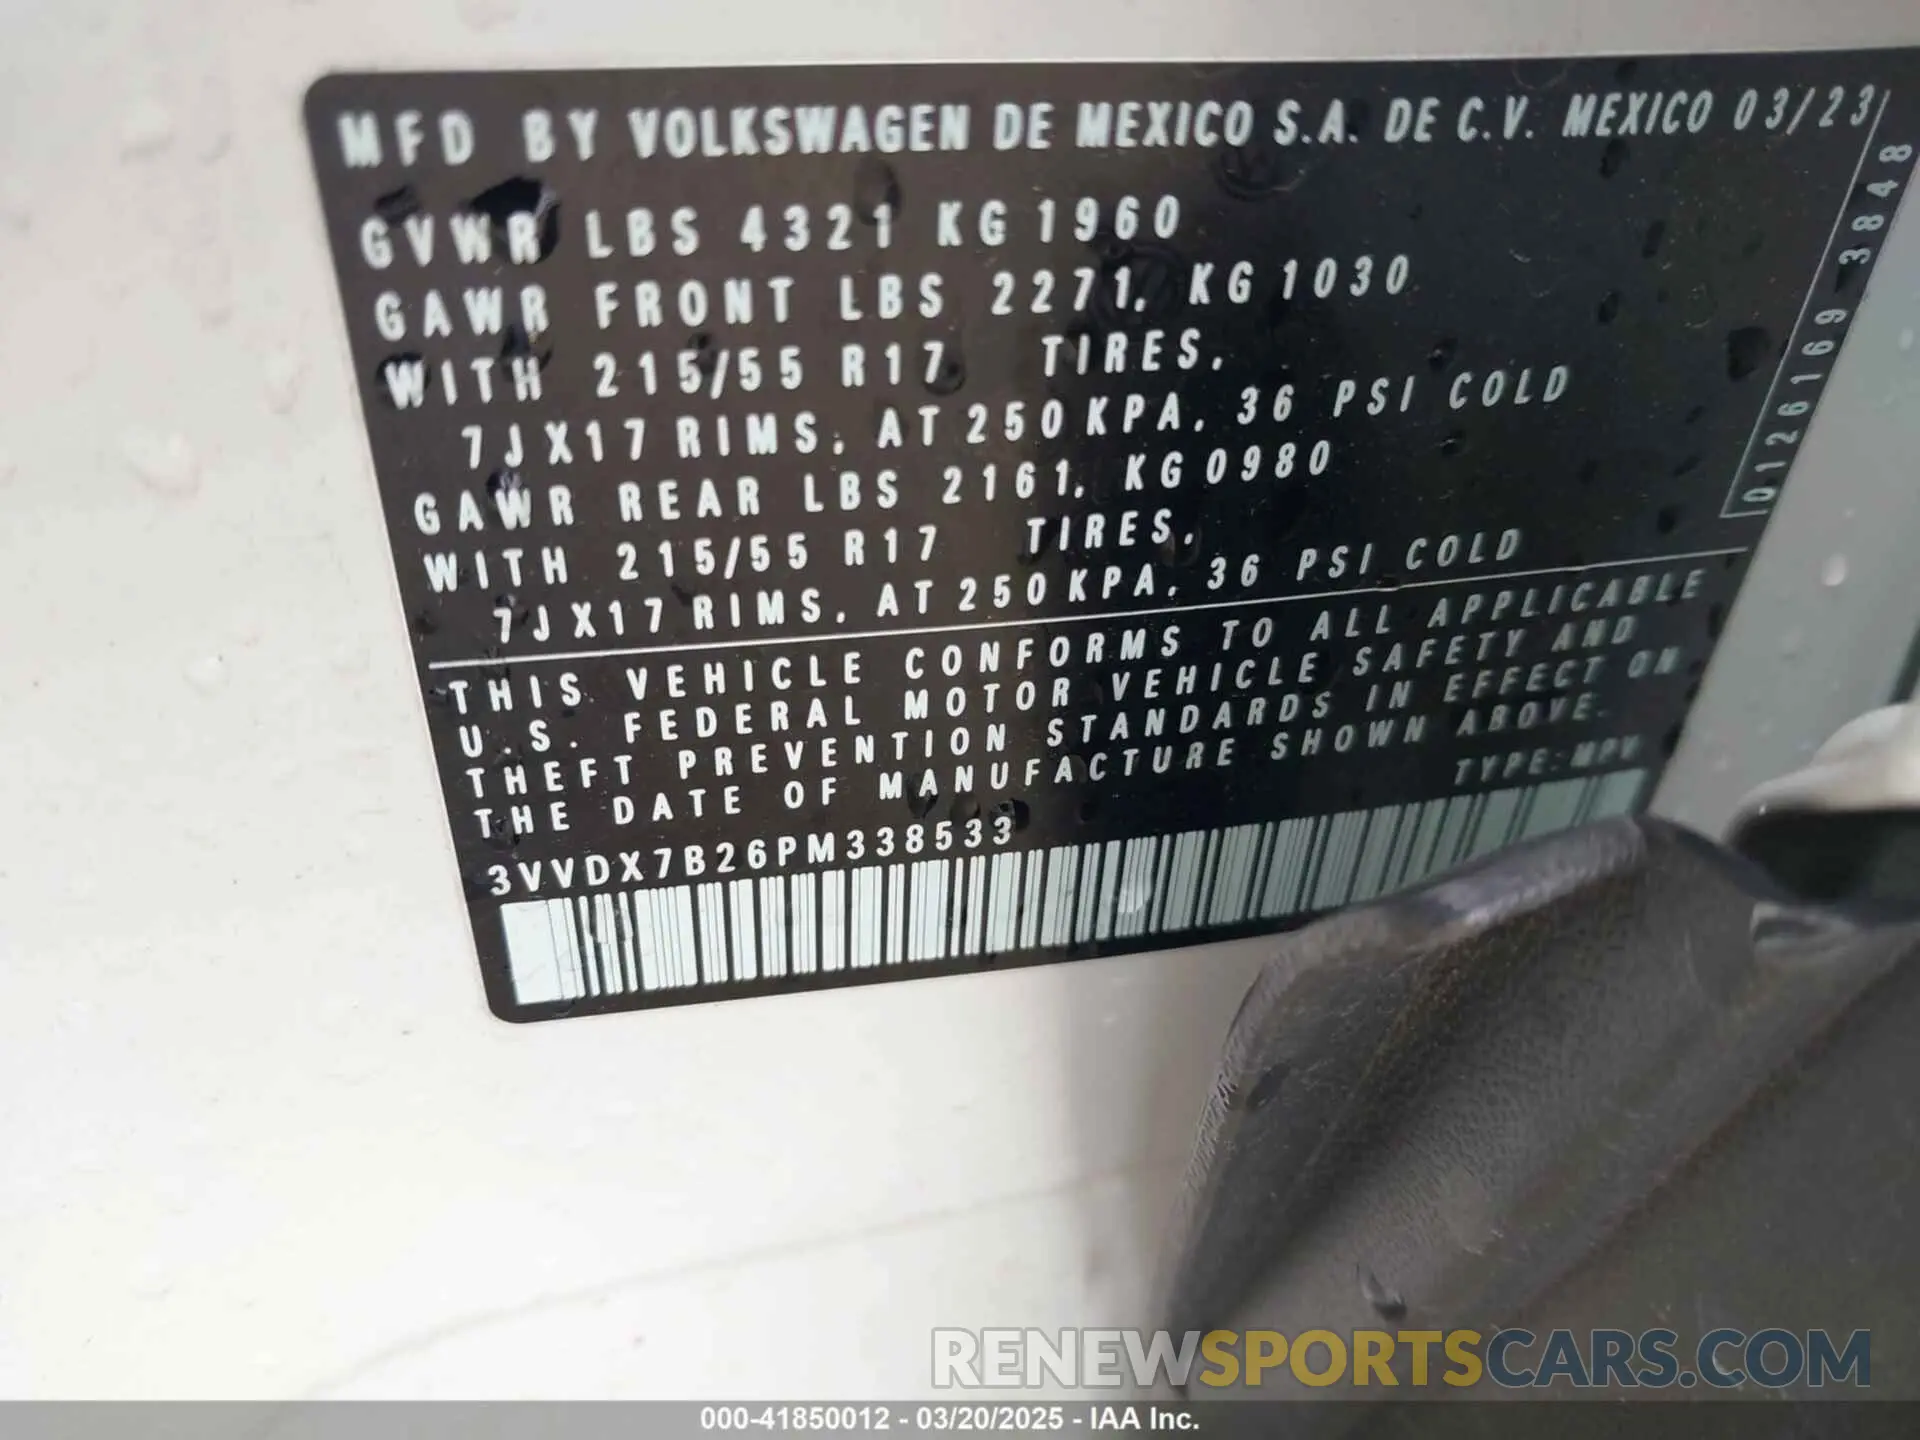 MFD BY VOLKSWAGEN DE MEXICO S.A. DE C.V. MEXICO 03/23
GVWR LBS 4321 KG 1960
GAWR FRONT LBS 2271, KG 1030
WITH 215/55 R17 TIRES,
7JX17 RIMS, AT 250 KPA, 36 PSI COLD
GAWR REAR LBS 2161, KG 0980
WITH 215/55 R17 TIRES,
7JX17 RIMS, AT 250 KPA, 36 PSI COLD
0126169 3848
THIS VEHICLE CONFORMS TO ALL APPLICABLE
U.S. FEDERAL MOTOR VEHICLE SAFETY AND
THEFT PREVENTION STANDARDS IN EFFECT ON
THE DATE OF MANUFACTURE SHOWN ABOVE.
TYPE: MPV
3VVDX7B26PM338533
RENEWSPORTSCARS.COM
000-41850012 - 03/20/2025 - IAA Inc.